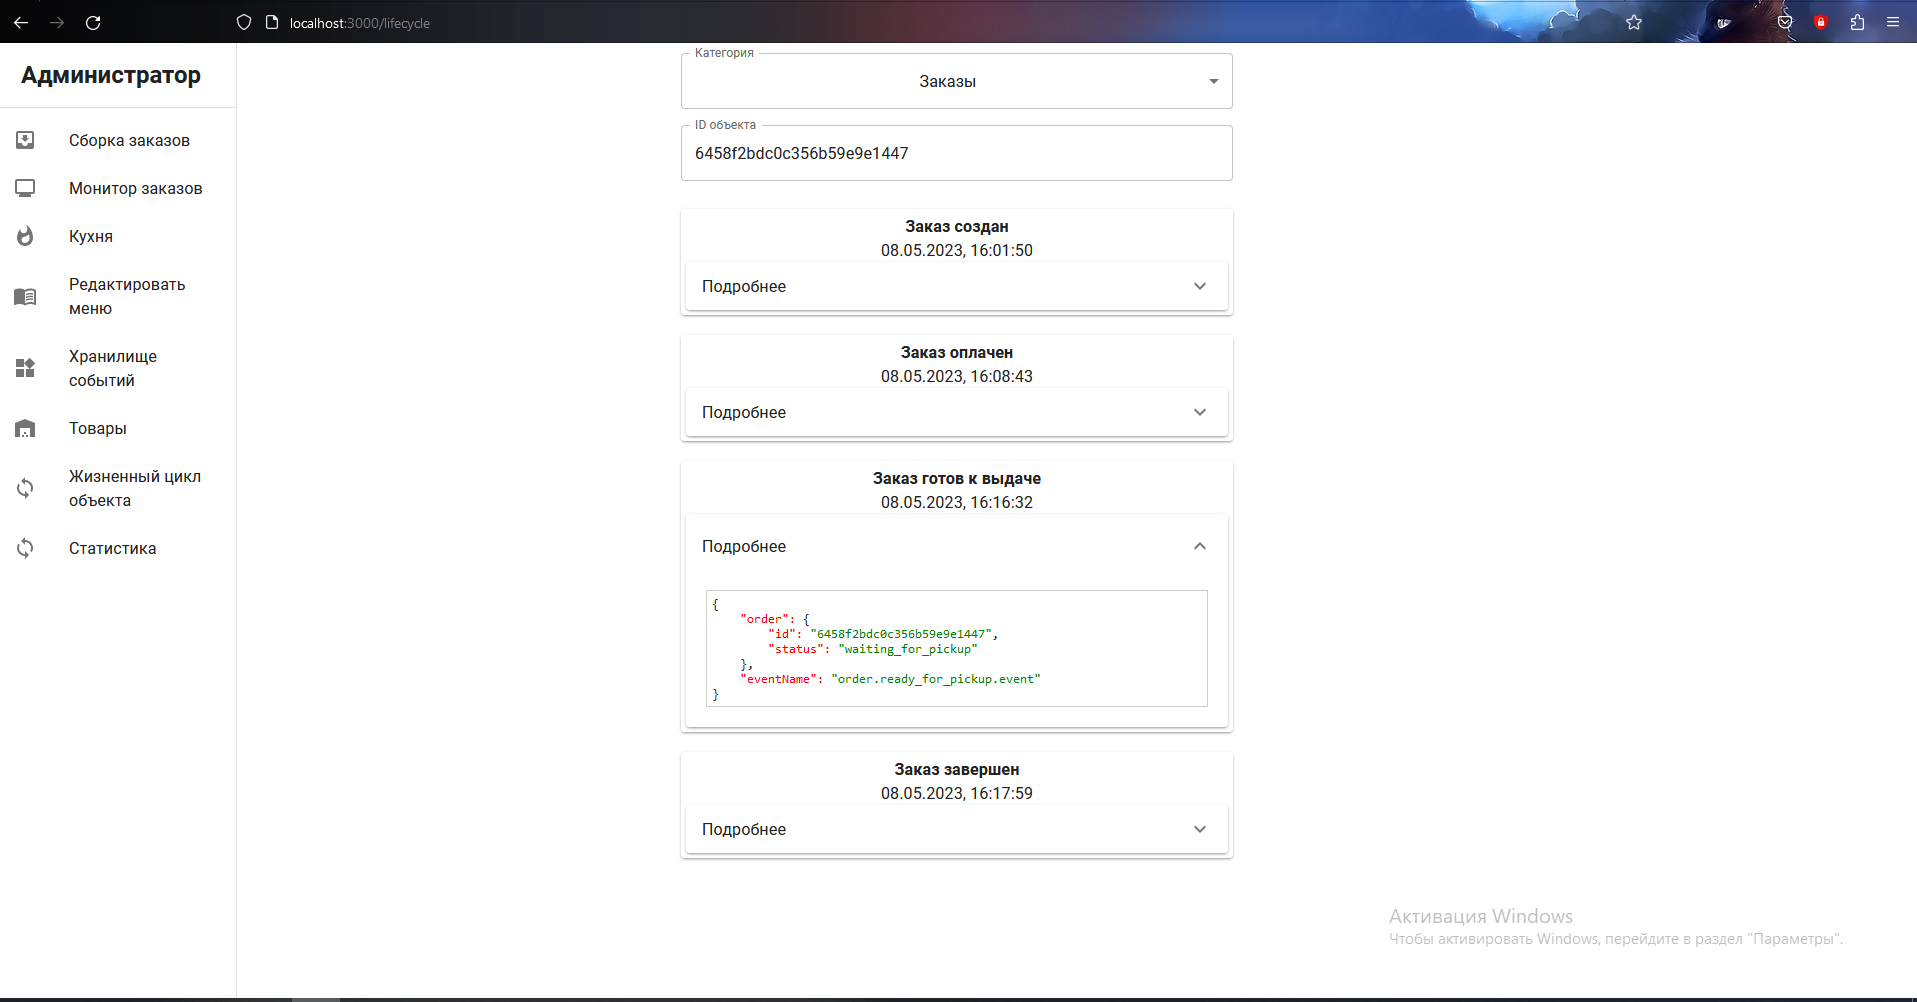 localhost:3000/lifecycle
Администратор
Сборка заказов
Монитор заказов
Кухня
Редактировать
меню
Хранилище
событий
Товары
Жизненный цикл
объекта
Статистика
Категория
Заказы
ID объекта
6458f2bdc0c356b59e9e1447
Заказ создан
08.05.2023, 16:01:50
Подробнее
Заказ оплачен
08.05.2023, 16:08:43
Подробнее
Заказ готов к выдаче
08.05.2023, 16:16:32
Подробнее
{
    "order": {
        "id": "6458f2bdc0c356b59e9e1447",
        "status": "waiting_for_pickup"
    },
    "eventName": "order.ready_for_pickup.event"
}
Заказ завершен
08.05.2023, 16:17:59
Подробнее
Активация Windows
Чтобы активировать Windows, перейдите в раздел "Параметры".